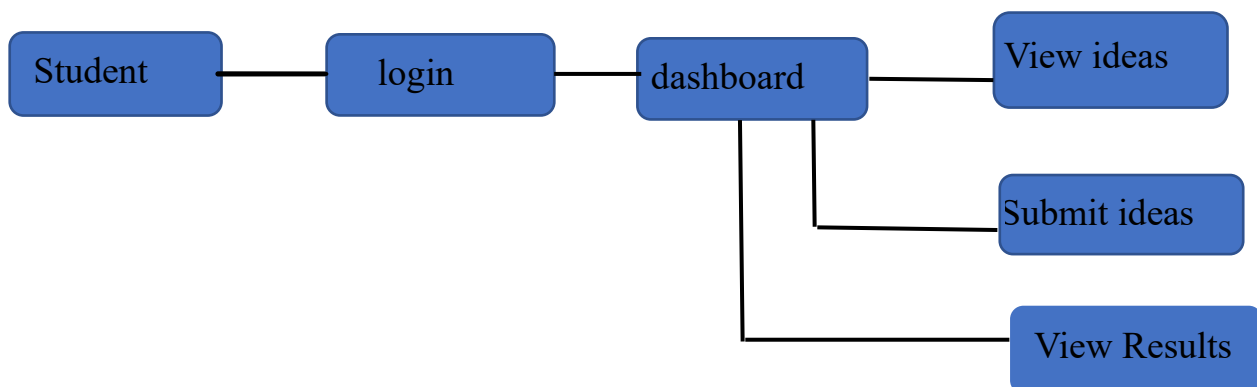 Student
login
dashboard
View ideas
Submit ideas
View Results